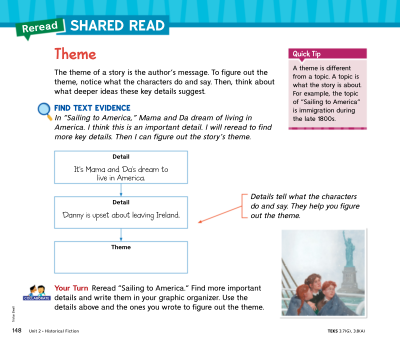 Reread SHARED READ
Theme
The theme of a story is the author's message. To figure out the
theme, notice what the characters do and say. Then, think about
what deeper ideas these key details suggest.
FIND TEXT EVIDENCE
In "Sailing to America," Mama and Da dream of living in
America. I think this is an important detail. I will reread to find
more key details. Then I can figure out the story's theme.
Detail
It's Mama and 'Da's dream to
live in America.
Detail
'Danny is upset about leaving Ireland.
Theme
Details tell what the characters
do and say. They help you figure
out the theme.
Quick Tip
A theme is different
from a topic. A topic is
what the story is about.
For example, the topic
of "Sailing to America"
is immigration during
the late 1800s.
COLLABORATE
Your Turn Reread "Sailing to America." Find more important
details and write them in your graphic organizer. Use the
details above and the ones you wrote to figure out the theme.
148 Unit 2 – Historical Fiction
TEKS 3.7(G), 3.8(A)